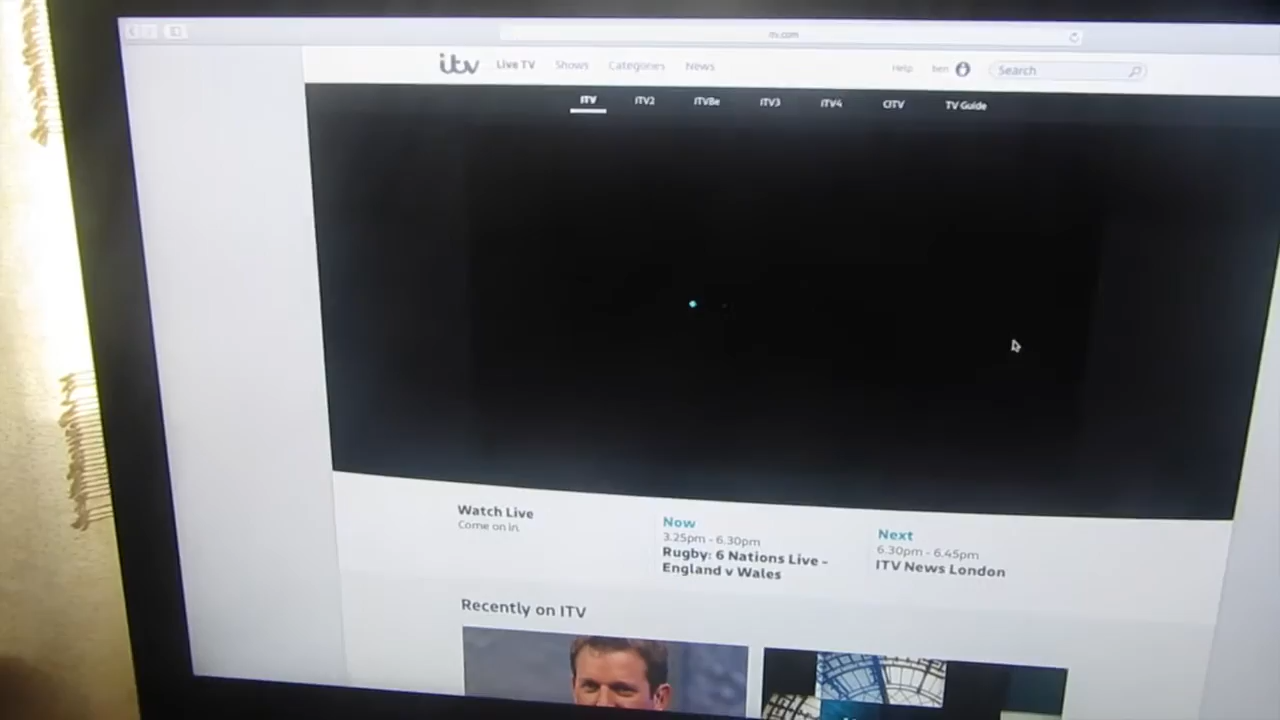 itv.com
itv Live TV Shows Categories News Help ben Search
ITV ITV2 ITVBe ITV3 ITV4 CITV TV Guide
Watch Live
Come on in.
Now
3.25pm - 6.30pm
Rugby: 6 Nations Live -
England v Wales
Next
6.30pm - 6.45pm
ITV News London
Recently on ITV